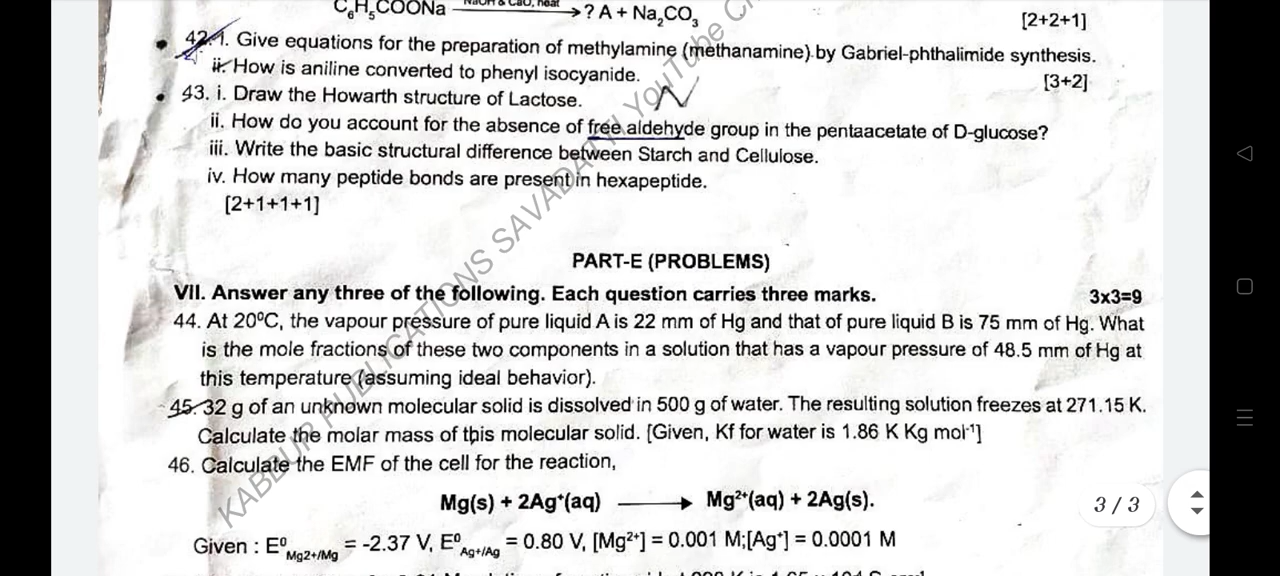 C₆H₅COONa NaOH & CaO, heat → ? A + Na₂CO₃ [2+2+1]
42. i. Give equations for the preparation of methylamine (methanamine) by Gabriel-phthalimide synthesis.
ii. How is aniline converted to phenyl isocyanide. [3+2]
43. i. Draw the Howarth structure of Lactose.
ii. How do you account for the absence of free aldehyde group in the pentaacetate of D-glucose?
iii. Write the basic structural difference between Starch and Cellulose.
iv. How many peptide bonds are present in hexapeptide.
[2+1+1+1]
PART-E (PROBLEMS)
VII. Answer any three of the following. Each question carries three marks. 3x3=9
44. At 20⁰C, the vapour pressure of pure liquid A is 22 mm of Hg and that of pure liquid B is 75 mm of Hg. What
is the mole fractions of these two components in a solution that has a vapour pressure of 48.5 mm of Hg at
this temperature (assuming ideal behavior).
45. 32 g of an unknown molecular solid is dissolved in 500 g of water. The resulting solution freezes at 271.15 K.
Calculate the molar mass of this molecular solid. [Given, Kf for water is 1.86 K Kg mol⁻¹]
46. Calculate the EMF of the cell for the reaction,
Mg(s) + 2Ag⁺(aq) → Mg²⁺(aq) + 2Ag(s).
Given : E⁰Mg2+/Mg = -2.37 V, E⁰Ag+/Ag = 0.80 V, [Mg²⁺] = 0.001 M;[Ag⁺] = 0.0001 M
KABBUR PUBLICATIONS SAVADATTI YouTube
3 / 3